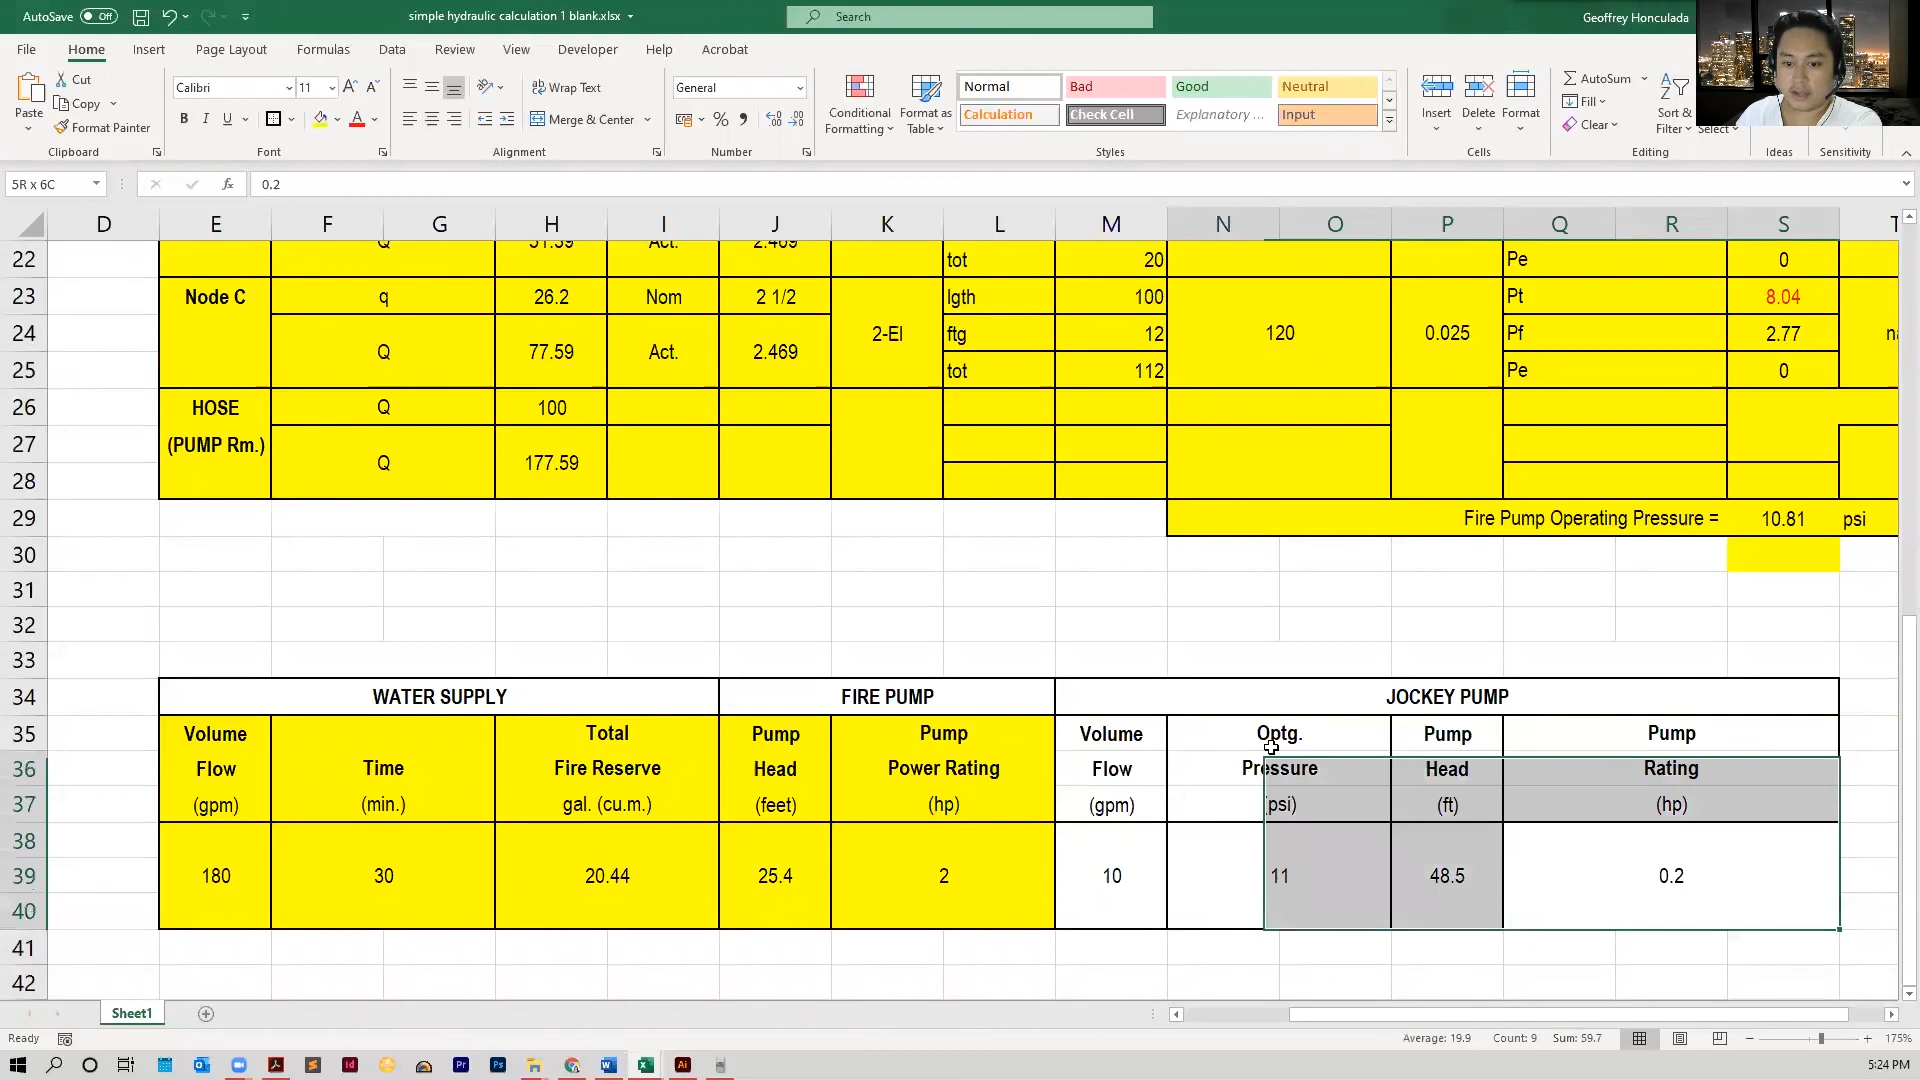 AutoSave Off simple hydraulic calculation 1 blank.xlsx Search Geoffrey Honculada
File Home Insert Page Layout Formulas Data Review View Developer Help Acrobat
Paste Cut Copy Format Painter
Calibri 11
B I U
Wrap Text
Merge & Center
General
Conditional Formatting
Format as Table
Normal Bad Good Neutral
Calculation Check Cell Explanatory ... Input
Insert Delete Format
AutoSum
Fill
Clear
Sort & Filter
Select
Clipboard Font Alignment Number Styles Cells Editing Ideas Sensitivity
5R x 6C fx 0.2
D E F G H I J K L M N O P Q R S T
22 Q 51.59 Act. 2.469 tot 20 Pe 0
23 Node C q 26.2 Nom 2 1/2 lgth 100 Pt 8.04
24 Q 77.59 Act. 2.469 2-El ftg 12 120 0.025 Pf 2.77
25 tot 112 Pe 0
26 HOSE Q 100
27 (PUMP Rm.)
28 Q 177.59
29 Fire Pump Operating Pressure = 10.81 psi
30
31
32
33
34 WATER SUPPLY FIRE PUMP JOCKEY PUMP
35 Volume Total Pump Pump Volume Optg. Pump Pump
36 Flow Time Fire Reserve Head Power Rating Flow Pressure Head Rating
37 (gpm) (min.) gal. (cu.m.) (feet) (hp) (gpm) (psi) (ft) (hp)
38
39 180 30 20.44 25.4 2 10 11 48.5 0.2
40
41
42
Sheet1
Ready Average: 19.9 Count: 9 Sum: 59.7 175%
5:24 PM